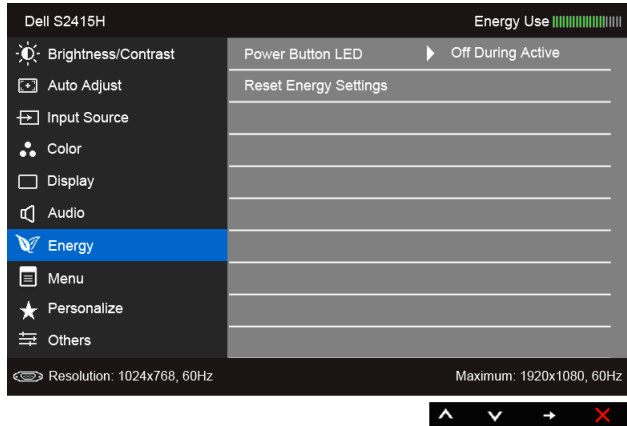 Dell S2415H Energy Use
Brightness/Contrast Power Button LED Off During Active
Auto Adjust Reset Energy Settings
Input Source
Color
Display
Audio
Energy
Menu
Personalize
Others
Resolution: 1024x768, 60Hz Maximum: 1920x1080, 60Hz